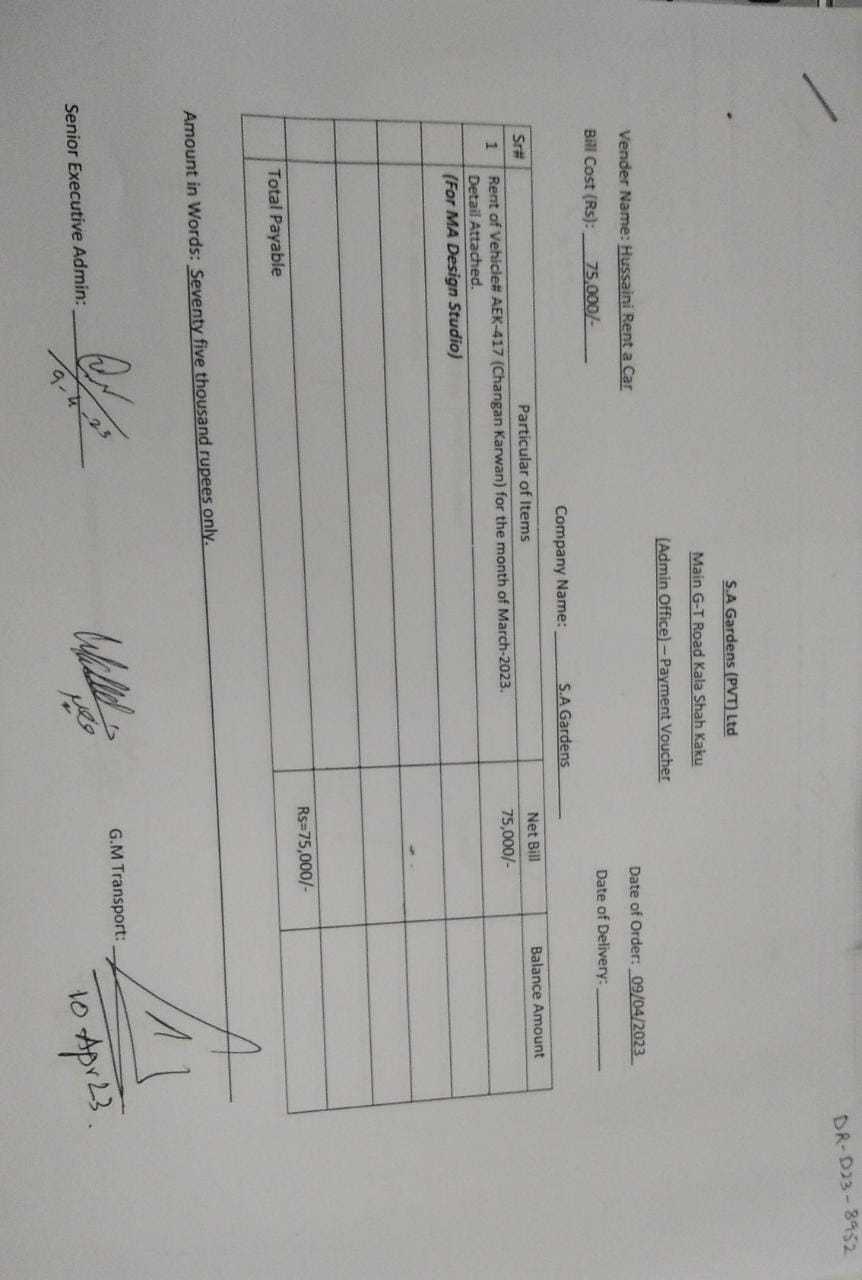 DR-D23-8952
S.A Gardens (PVT) Ltd
Main G-T Road Kala Shah Kaku
(Admin Office) – Payment Voucher
Vender Name: Hussaini Rent a Car Date of Order: 09/04/2023
Bill Cost (Rs): 75,000/- Company Name: S.A Gardens Date of Delivery:
Sr# Particular of Items Net Bill Balance Amount
1 Rent of Vehicle# AEK-417 (Changan Karwan) for the month of March-2023. 75,000/-
Detail Attached.
(For MA Design Studio)
Total Payable Rs=75,000/-
Amount in Words: Seventy five thousand rupees only.
Senior Executive Admin: G.M Transport:
10 Apr 23.